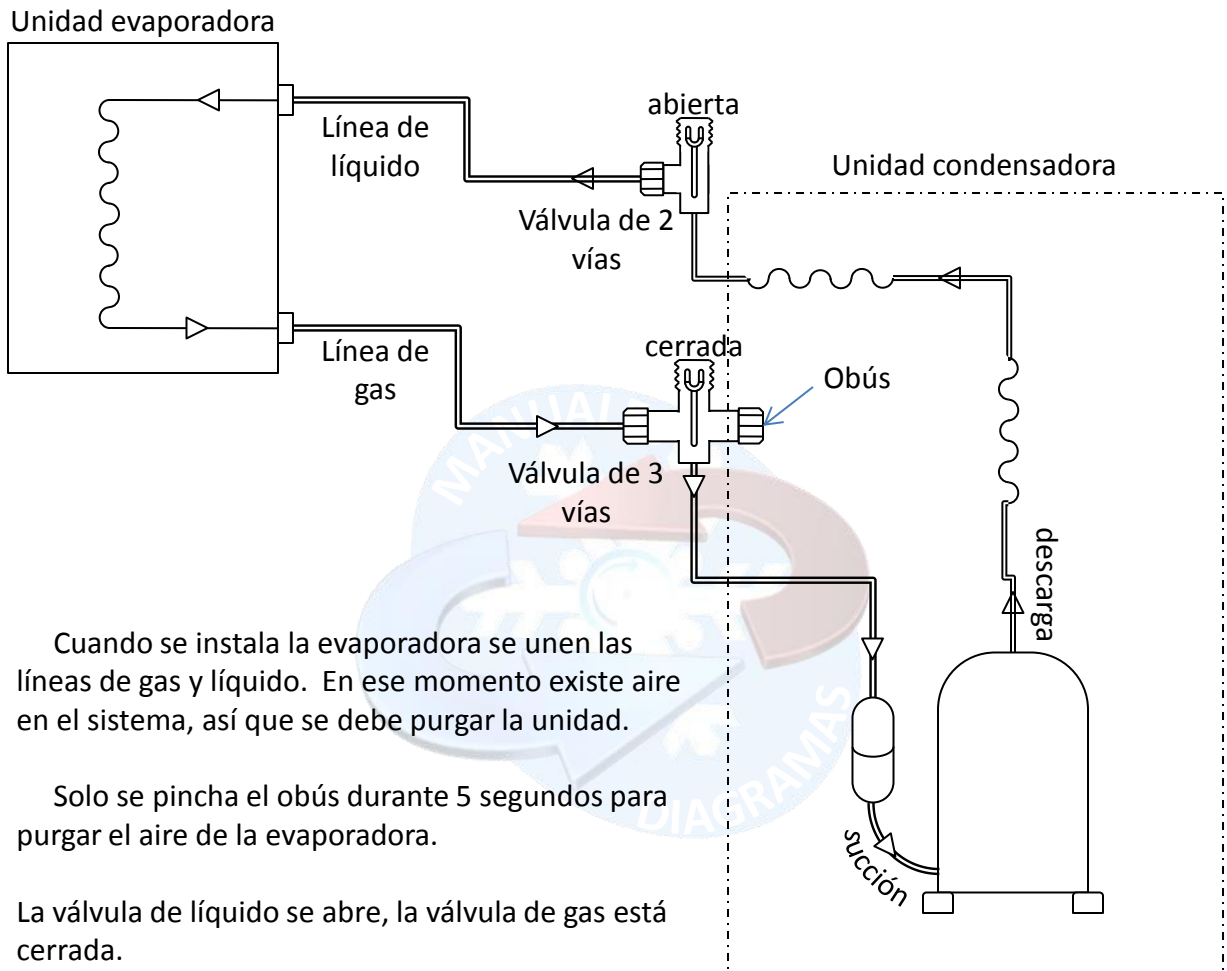 Unidad evaporadora
abierta
Línea de
líquido
Unidad condensadora
Válvula de 2
vías
cerrada
Línea de
gas
Obús
Válvula de 3
vías
descarga
Cuando se instala la evaporadora se unen las
líneas de gas y líquido. En ese momento existe aire
en el sistema, así que se debe purgar la unidad.
Solo se pincha el obús durante 5 segundos para
purgar el aire de la evaporadora.
succión
La válvula de líquido se abre, la válvula de gas está
cerrada.
DIAGRAMAS